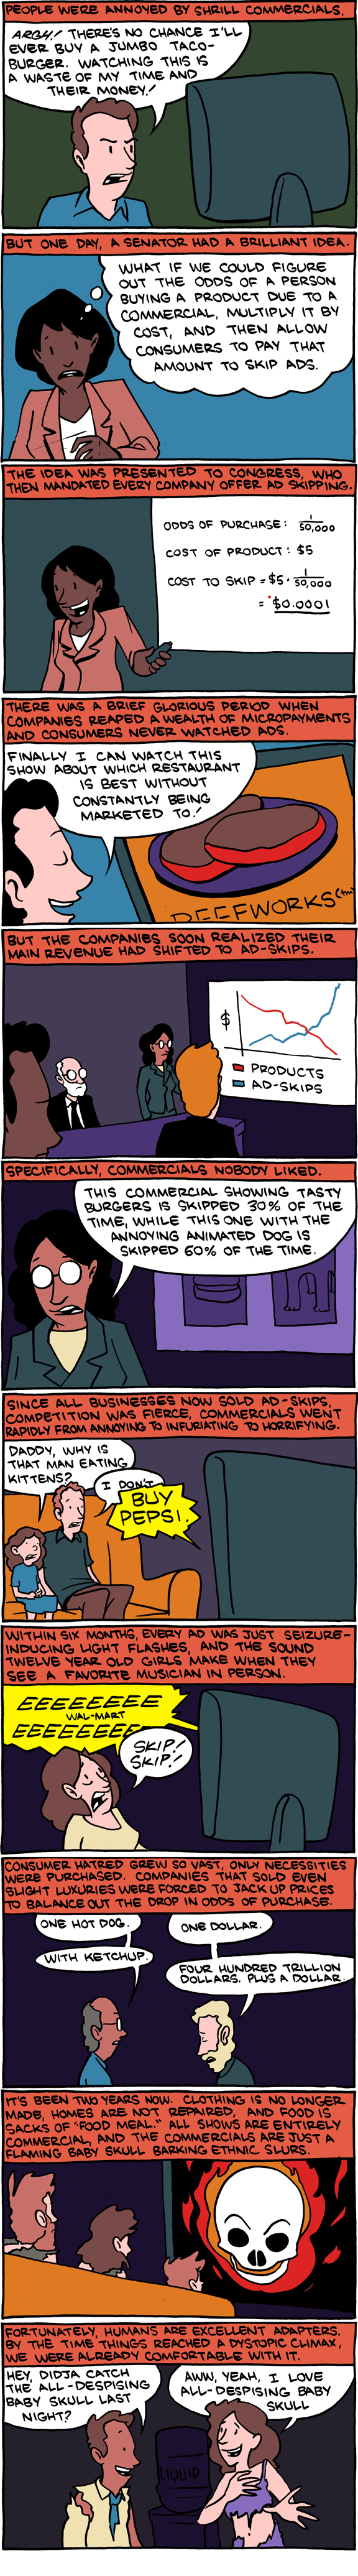 PEOPLE WERE ANNOYED BY SHRILL COMMERCIALS.
ARGH! THERE'S NO CHANCE I'LL
EVER BUY A JUMBO TACO-
BURGER. WATCHING THIS IS
A WASTE OF MY TIME AND
THEIR MONEY!
BUT ONE DAY, A SENATOR HAD A BRILLIANT IDEA.
WHAT IF WE COULD FIGURE
OUT THE ODDS OF A PERSON
BUYING A PRODUCT DUE TO A
COMMERCIAL, MULTIPLY IT BY
COST, AND THEN ALLOW
CONSUMERS TO PAY THAT
AMOUNT TO SKIP ADS.
THE IDEA WAS PRESENTED TO CONGRESS, WHO
THEN MANDATED EVERY COMPANY OFFER AD SKIPPING.
ODDS OF PURCHASE: 1/50,000
COST OF PRODUCT: $5
COST TO SKIP = $5 · 1/50,000
= $0.0001
THERE WAS A BRIEF GLORIOUS PERIOD WHEN
COMPANIES REAPED A WEALTH OF MICROPAYMENTS
AND CONSUMERS NEVER WATCHED ADS.
FINALLY I CAN WATCH THIS
SHOW ABOUT WHICH RESTAURANT
IS BEST WITHOUT
CONSTANTLY BEING
MARKETED TO!
BEEFWORKS(tm)
BUT THE COMPANIES SOON REALIZED THEIR
MAIN REVENUE HAD SHIFTED TO AD-SKIPS.
$
PRODUCTS
AD-SKIPS
SPECIFICALLY, COMMERCIALS NOBODY LIKED.
THIS COMMERCIAL SHOWING TASTY
BURGERS IS SKIPPED 30% OF THE
TIME, WHILE THIS ONE WITH THE
ANNOYING ANIMATED DOG IS
SKIPPED 60% OF THE TIME.
SINCE ALL BUSINESSES NOW SOLD AD-SKIPS,
COMPETITION WAS FIERCE, COMMERCIALS WENT
RAPIDLY FROM ANNOYING TO INFURIATING TO HORRIFYING.
DADDY, WHY IS
THAT MAN EATING
KITTENS?
I DON'T
BUY
PEPSI.
WITHIN SIX MONTHS, EVERY AD WAS JUST SEIZURE-
INDUCING LIGHT FLASHES, AND THE SOUND
TWELVE YEAR OLD GIRLS MAKE WHEN THEY
SEE A FAVORITE MUSICIAN IN PERSON.
EEEEEEEE
WAL-MART
EEEEEEEE
SKIP!
SKIP!
CONSUMER HATRED GREW SO VAST, ONLY NECESSITIES
WERE PURCHASED. COMPANIES THAT SOLD EVEN
SLIGHT LUXURIES WERE FORCED TO JACK UP PRICES
TO BALANCE OUT THE DROP IN ODDS OF PURCHASE.
ONE HOT DOG.
ONE DOLLAR.
WITH KETCHUP.
FOUR HUNDRED TRILLION
DOLLARS. PLUS A DOLLAR.
IT'S BEEN TWO YEARS NOW. CLOTHING IS NO LONGER
MADE, HOMES ARE NOT REPAIRED, AND FOOD IS
SACKS OF "FOOD MEAL." ALL SHOWS ARE ENTIRELY
COMMERCIAL, AND THE COMMERCIALS ARE JUST A
FLAMING BABY SKULL BARKING ETHNIC SLURS.
FORTUNATELY, HUMANS ARE EXCELLENT ADAPTERS.
BY THE TIME THINGS REACHED A DYSTOPIC CLIMAX,
WE WERE ALREADY COMFORTABLE WITH IT.
HEY, DIDJA CATCH
THE ALL-DESPISING
BABY SKULL LAST
NIGHT?
AWW, YEAH, I LOVE
ALL-DESPISING BABY
SKULL
LIQUID